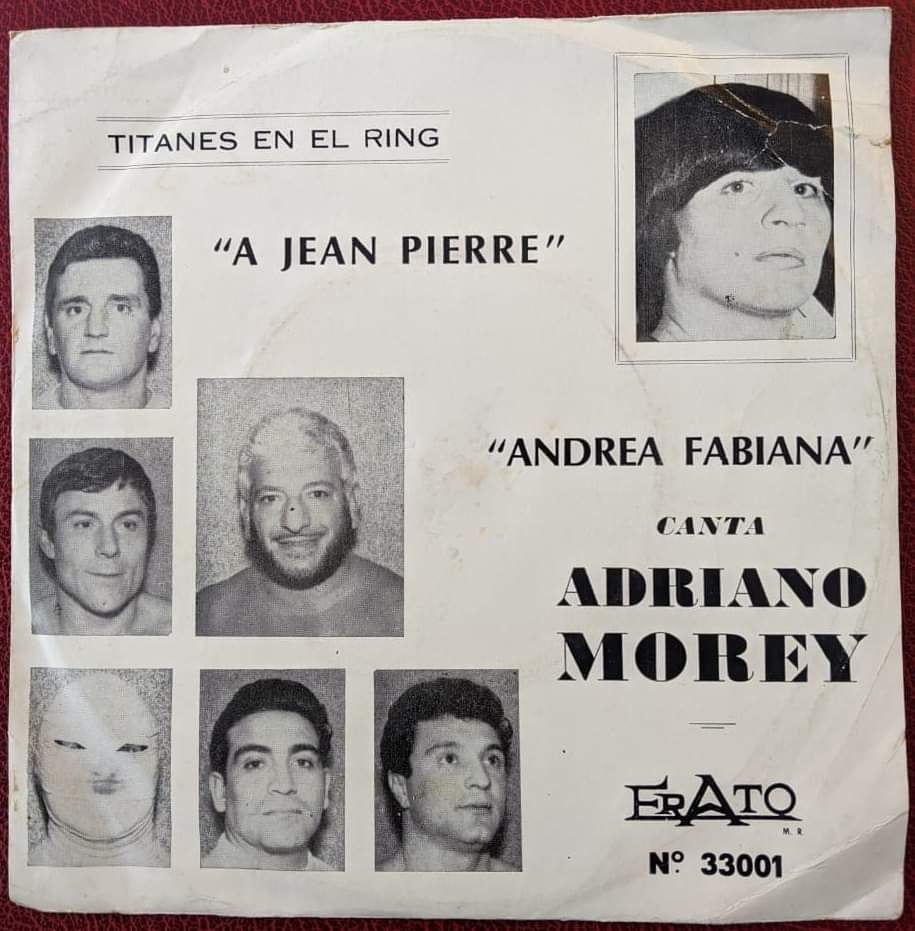 TITANES EN EL RING
“A JEAN PIERRE”
“ANDREA FABIANA”
CANTA
ADRIANO
MOREY
ERATO
M. R.
Nº 33001